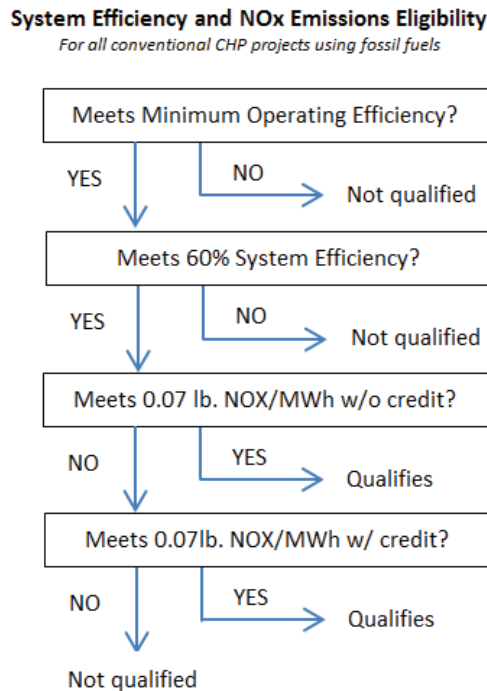 System Efficiency and NOx Emissions Eligibility
For all conventional CHP projects using fossil fuels
Meets Minimum Operating Efficiency?
YES
NO
Not qualified
Meets 60% System Efficiency?
YES
NO
Not qualified
Meets 0.07 lb. NOX/MWh w/o credit?
NO
YES
Qualifies
Meets 0.07lb. NOX/MWh w/ credit?
NO
YES
Qualifies
Not qualified